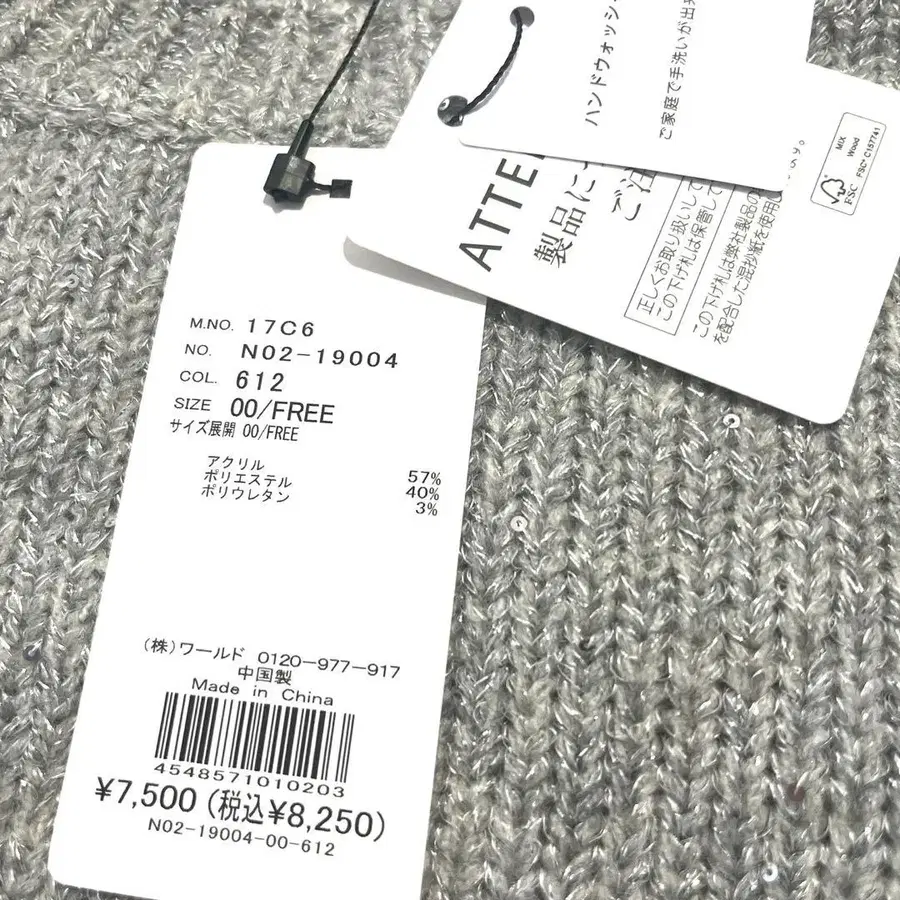 M.NO. 17C6
NO. N02-19004
COL. 612
SIZE 00/FREE
サイズ展開 00/FREE
アクリル 57%
ポリエステル 40%
ポリウレタン 3%
(株)ワールド 0120-977-917
中国製
Made in China
4548571010203
¥7,500 (税込¥8,250)
N02-19004-00-612
ハンドウォッシ
ご家庭で手洗いが出
ATTE
製品に
ご注
正しくお取り扱いして
この下げ札は保管して
この下げ札は弊社製品の
を配合した混抄紙を使用し
FSC
MIX
Wood
FSC® C157741